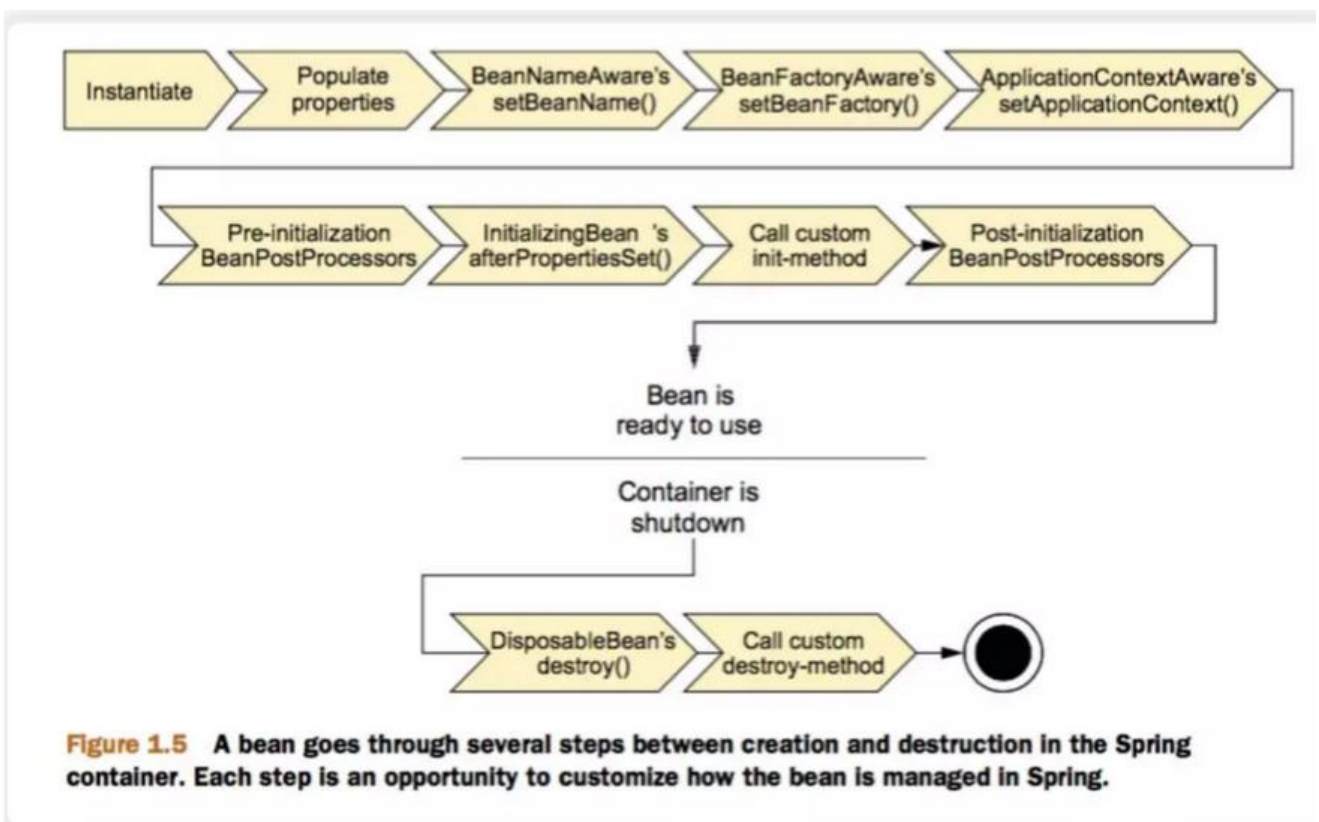 Instantiate
Populate
properties
BeanNameAware's
setBeanName()
BeanFactoryAware's
setBeanFactory()
ApplicationContextAware's
setApplicationContext()
Pre-initialization
BeanPostProcessors
InitializingBean 's
afterPropertiesSet()
Call custom
init-method
Post-initialization
BeanPostProcessors
Bean is
ready to use
Container is
shutdown
DisposableBean's
destroy()
Call custom
destroy-method
Figure 1.5 A bean goes through several steps between creation and destruction in the Spring
container. Each step is an opportunity to customize how the bean is managed in Spring.